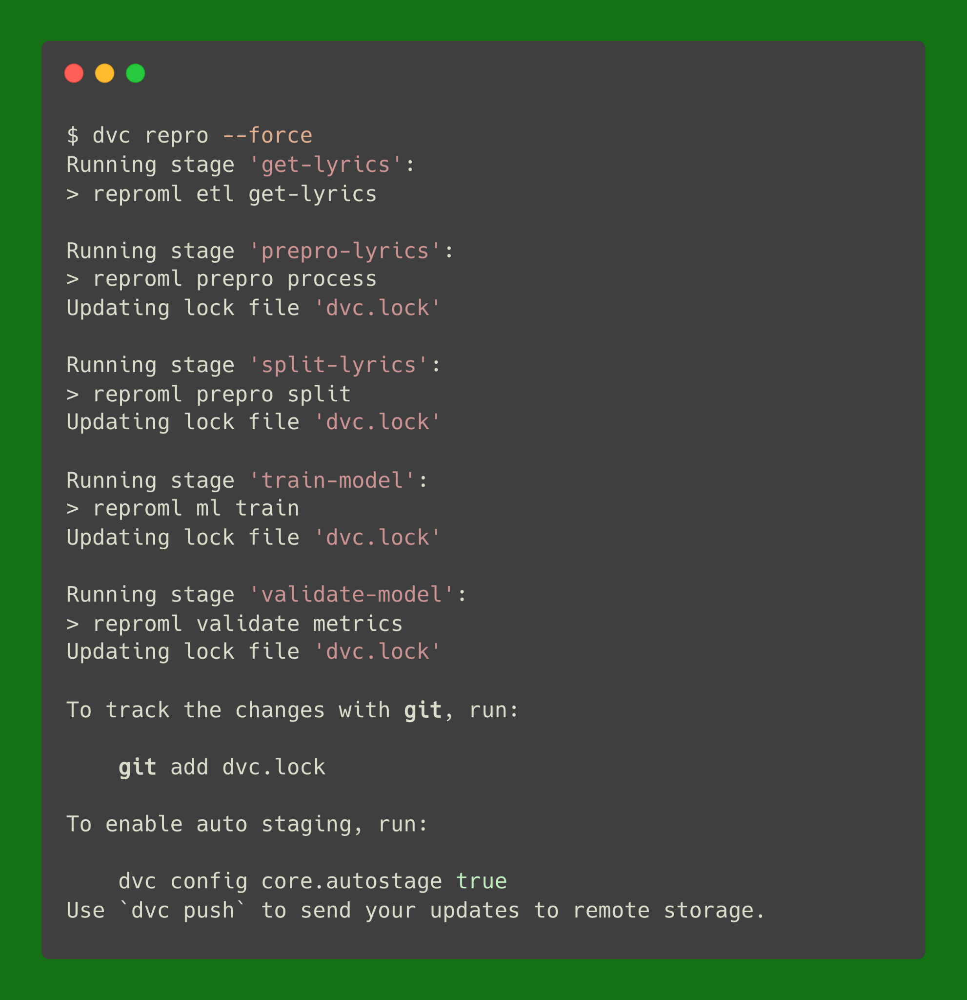 $ dvc repro --force
Running stage 'get-lyrics':
> reproml etl get-lyrics

Running stage 'prepro-lyrics':
> reproml prepro process
Updating lock file 'dvc.lock'

Running stage 'split-lyrics':
> reproml prepro split
Updating lock file 'dvc.lock'

Running stage 'train-model':
> reproml ml train
Updating lock file 'dvc.lock'

Running stage 'validate-model':
> reproml validate metrics
Updating lock file 'dvc.lock'

To track the changes with git, run:

    git add dvc.lock

To enable auto staging, run:

    dvc config core.autostage true
Use `dvc push` to send your updates to remote storage.